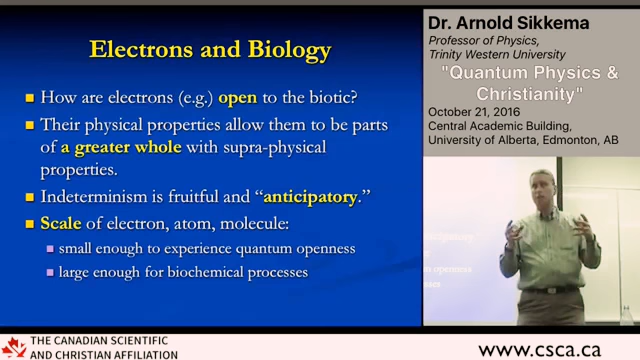 Electrons and Biology
How are electrons (e.g.) open to the biotic?
Their physical properties allow them to be parts
of a greater whole with supra-physical
properties.
Indeterminism is fruitful and “anticipatory.”
Scale of electron, atom, molecule:
small enough to experience quantum openness
large enough for biochemical processes
Dr. Arnold Sikkema
Professor of Physics,
Trinity Western University
"Quantum Physics &
Christianity"
October 21, 2016
Central Academic Building,
University of Alberta, Edmonton, AB
THE CANADIAN SCIENTIFIC
AND CHRISTIAN AFFILIATION
www.csca.ca